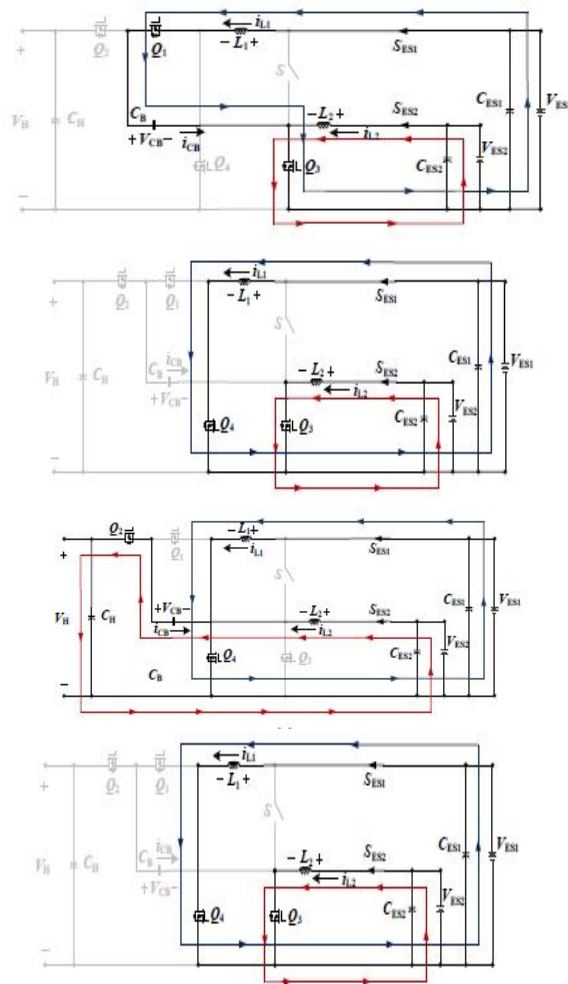 iL1
Q2 Q1 - L1 + SES1
+
S
VH CH CB - L2 + SES2 CES1 VES1
+VCB- iCB iL2 CES2 VES2
Q4 Q3
-
iL1
+ Q2 Q1 - L1 + SES1
S
VH CH CB iCB - L2 + SES2 CES1 VES1
+VCB- iL2 CES2 VES2
Q4 Q3
-
Q2 - L1 +
+ Q1 iL1 SES1
S
VH CH +VCB- - L2 + SES2 CES1 VES1
iCB iL2 CES2 VES2
Q4 Q3
- CB
iL1
+ Q2 Q1 - L1 + SES1
S
VH CH CB iCB - L2 + SES2 CES1 VES1
+VCB- iL2 CES2 VES2
Q4 Q3
-